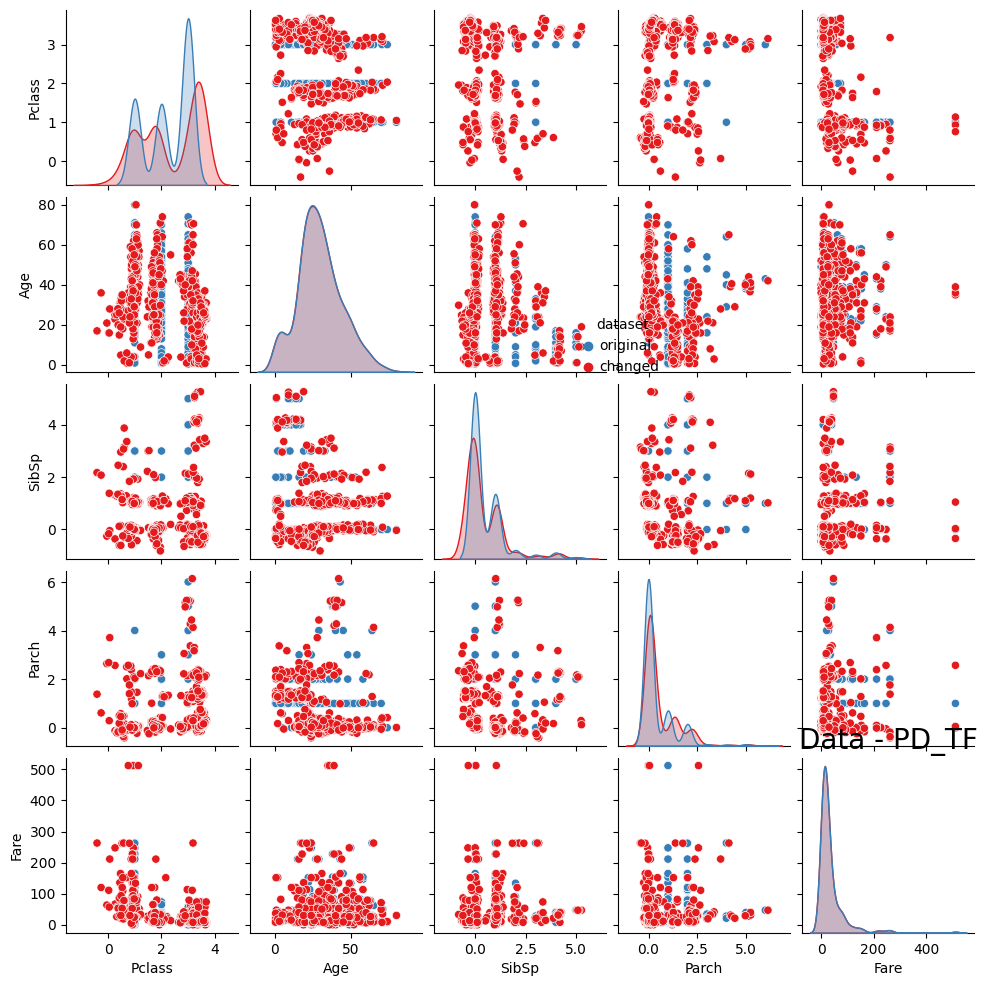 Pclass
3
2
1
0
Age
80
60
40
20
0
dataset
original
changed
SibSp
4
2
0
Parch
6
4
2
0
Data - PD_TF
Fare
500
400
300
200
100
0
0 2 4
0 50
0.0 2.5 5.0
0.0 2.5 5.0
0 200 400
Pclass Age SibSp Parch Fare